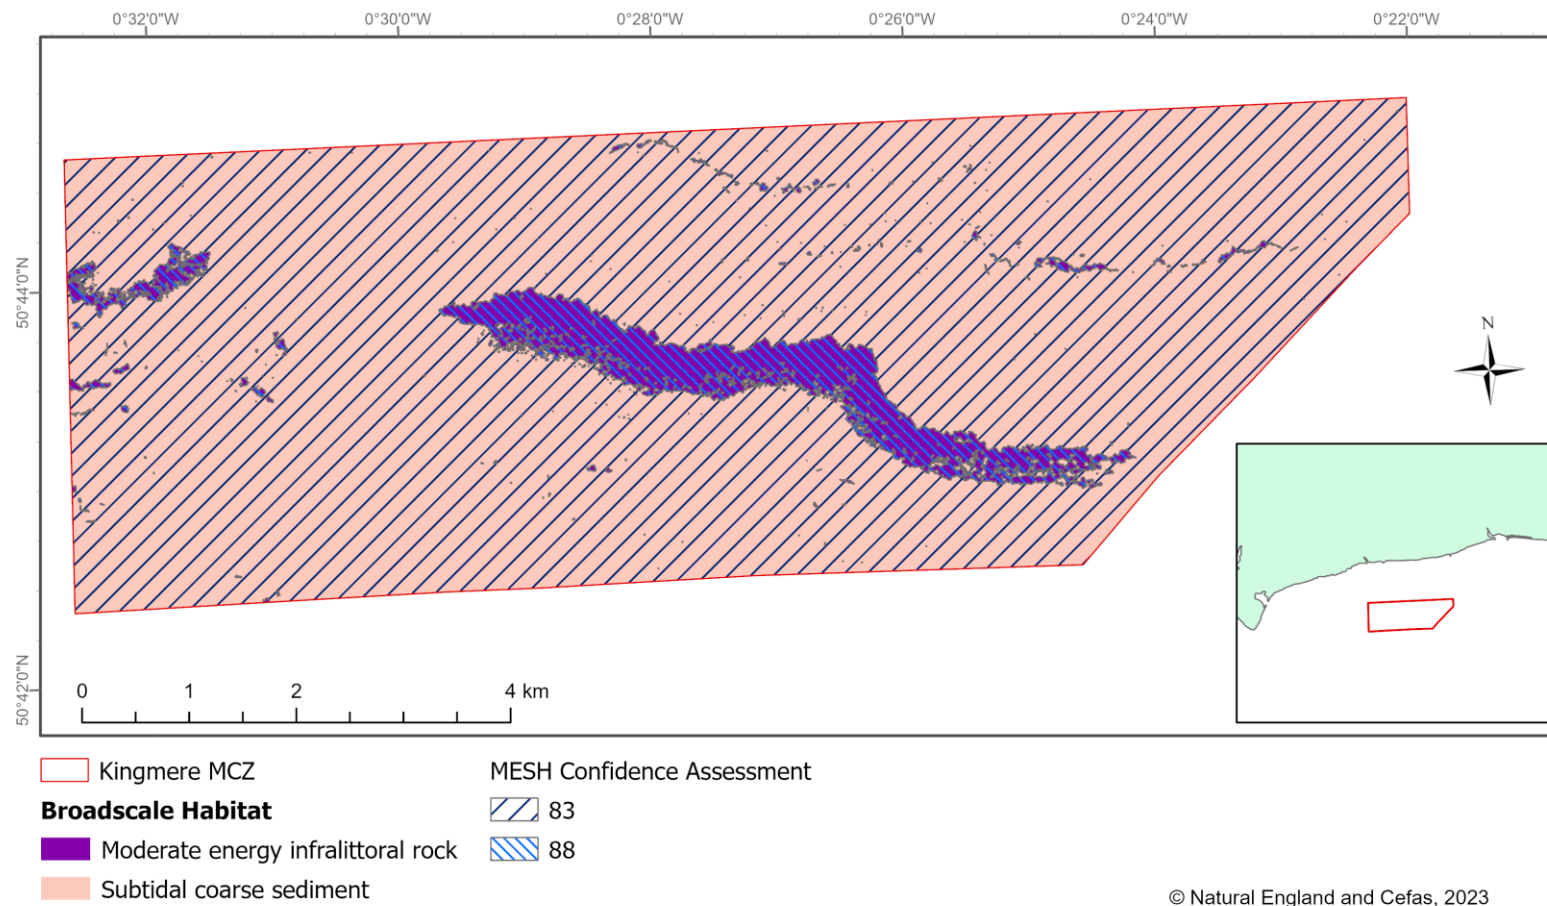 0°32'0"W 0°30'0"W 0°28'0"W 0°26'0"W 0°24'0"W 0°22'0"W
50°44'0"N
N
50°42'0"N
0 1 2 4 km
Kingmere MCZ
MESH Confidence Assessment
Broadscale Habitat
83
Moderate energy infralittoral rock
88
Subtidal coarse sediment
© Natural England and Cefas, 2023